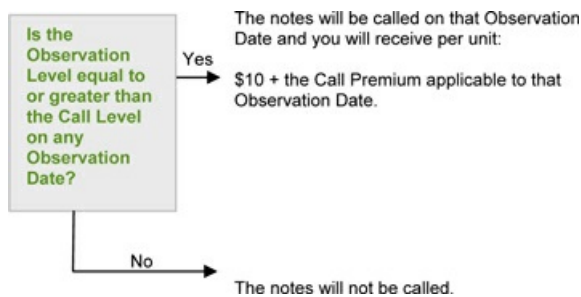 Is the
Observation
Level equal to
or greater than
the Call Level
on any
Observation
Date?
Yes
The notes will be called on that Observation
Date and you will receive per unit:
$10 + the Call Premium applicable to that
Observation Date.
No
The notes will not be called.